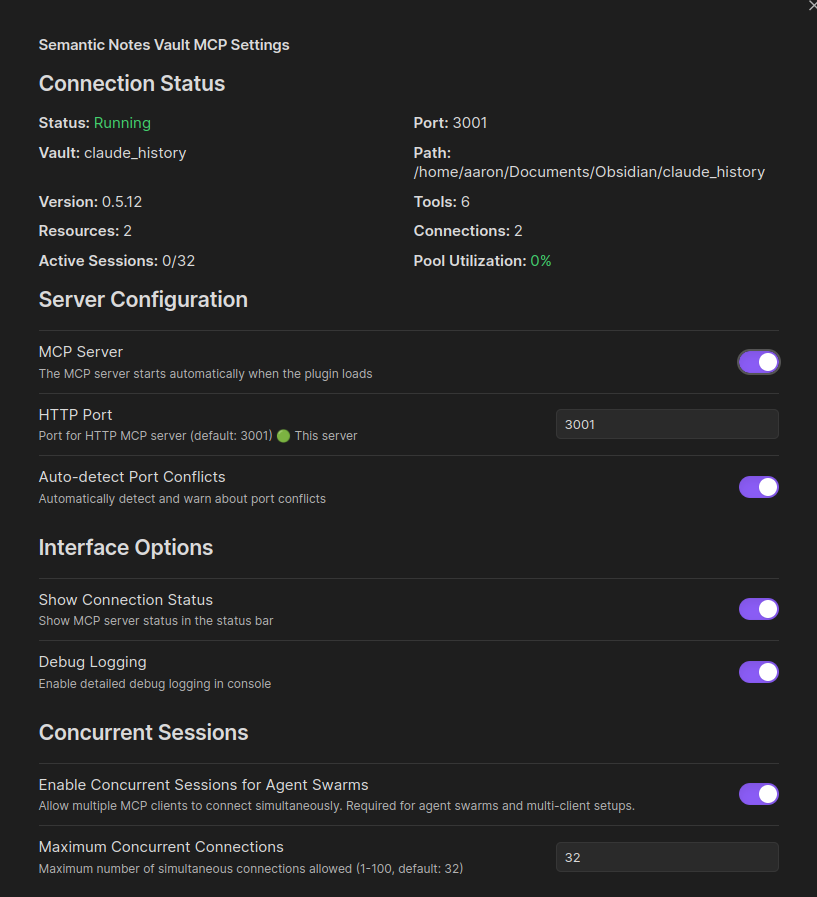 Semantic Notes Vault MCP Settings
Connection Status
Status: Running
Port: 3001
Vault: claude_history
Path:
/home/aaron/Documents/Obsidian/claude_history
Version: 0.5.12
Tools: 6
Resources: 2
Connections: 2
Active Sessions: 0/32
Pool Utilization: 0%
Server Configuration
MCP Server
The MCP server starts automatically when the plugin loads
HTTP Port
Port for HTTP MCP server (default: 3001) 🟢 This server
3001
Auto-detect Port Conflicts
Automatically detect and warn about port conflicts
Interface Options
Show Connection Status
Show MCP server status in the status bar
Debug Logging
Enable detailed debug logging in console
Concurrent Sessions
Enable Concurrent Sessions for Agent Swarms
Allow multiple MCP clients to connect simultaneously. Required for agent swarms and multi-client setups.
Maximum Concurrent Connections
Maximum number of simultaneous connections allowed (1-100, default: 32)
32